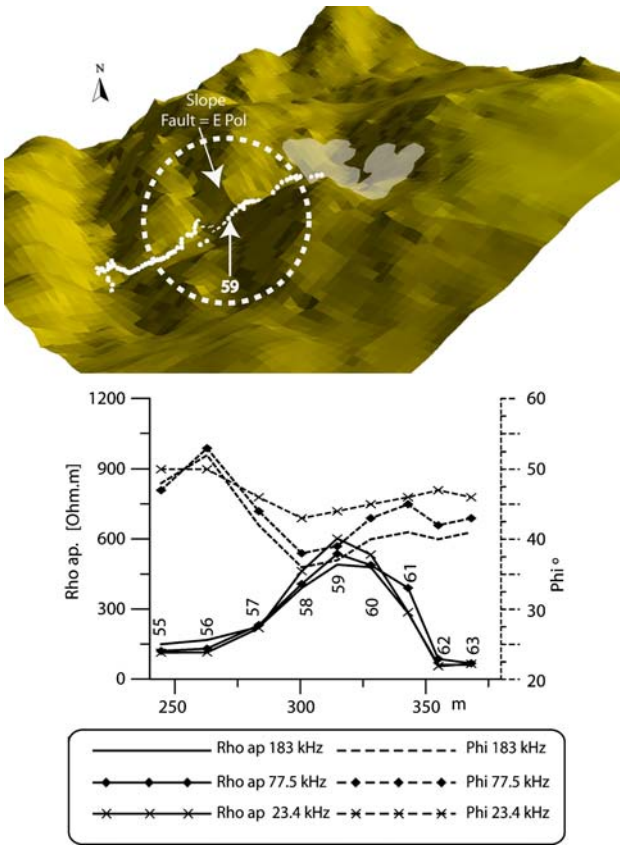 N
Slope
Fault = E Pol
59
1200
900
600
300
0
Rho ap. [Ohm.m]
60
50
40
30
20
Phi °
55
56
57
58
59
60
61
62
63
250
300
350
m
Rho ap 183 kHz
Phi 183 kHz
Rho ap 77.5 kHz
Phi 77.5 kHz
Rho ap 23.4 kHz
Phi 23.4 kHz